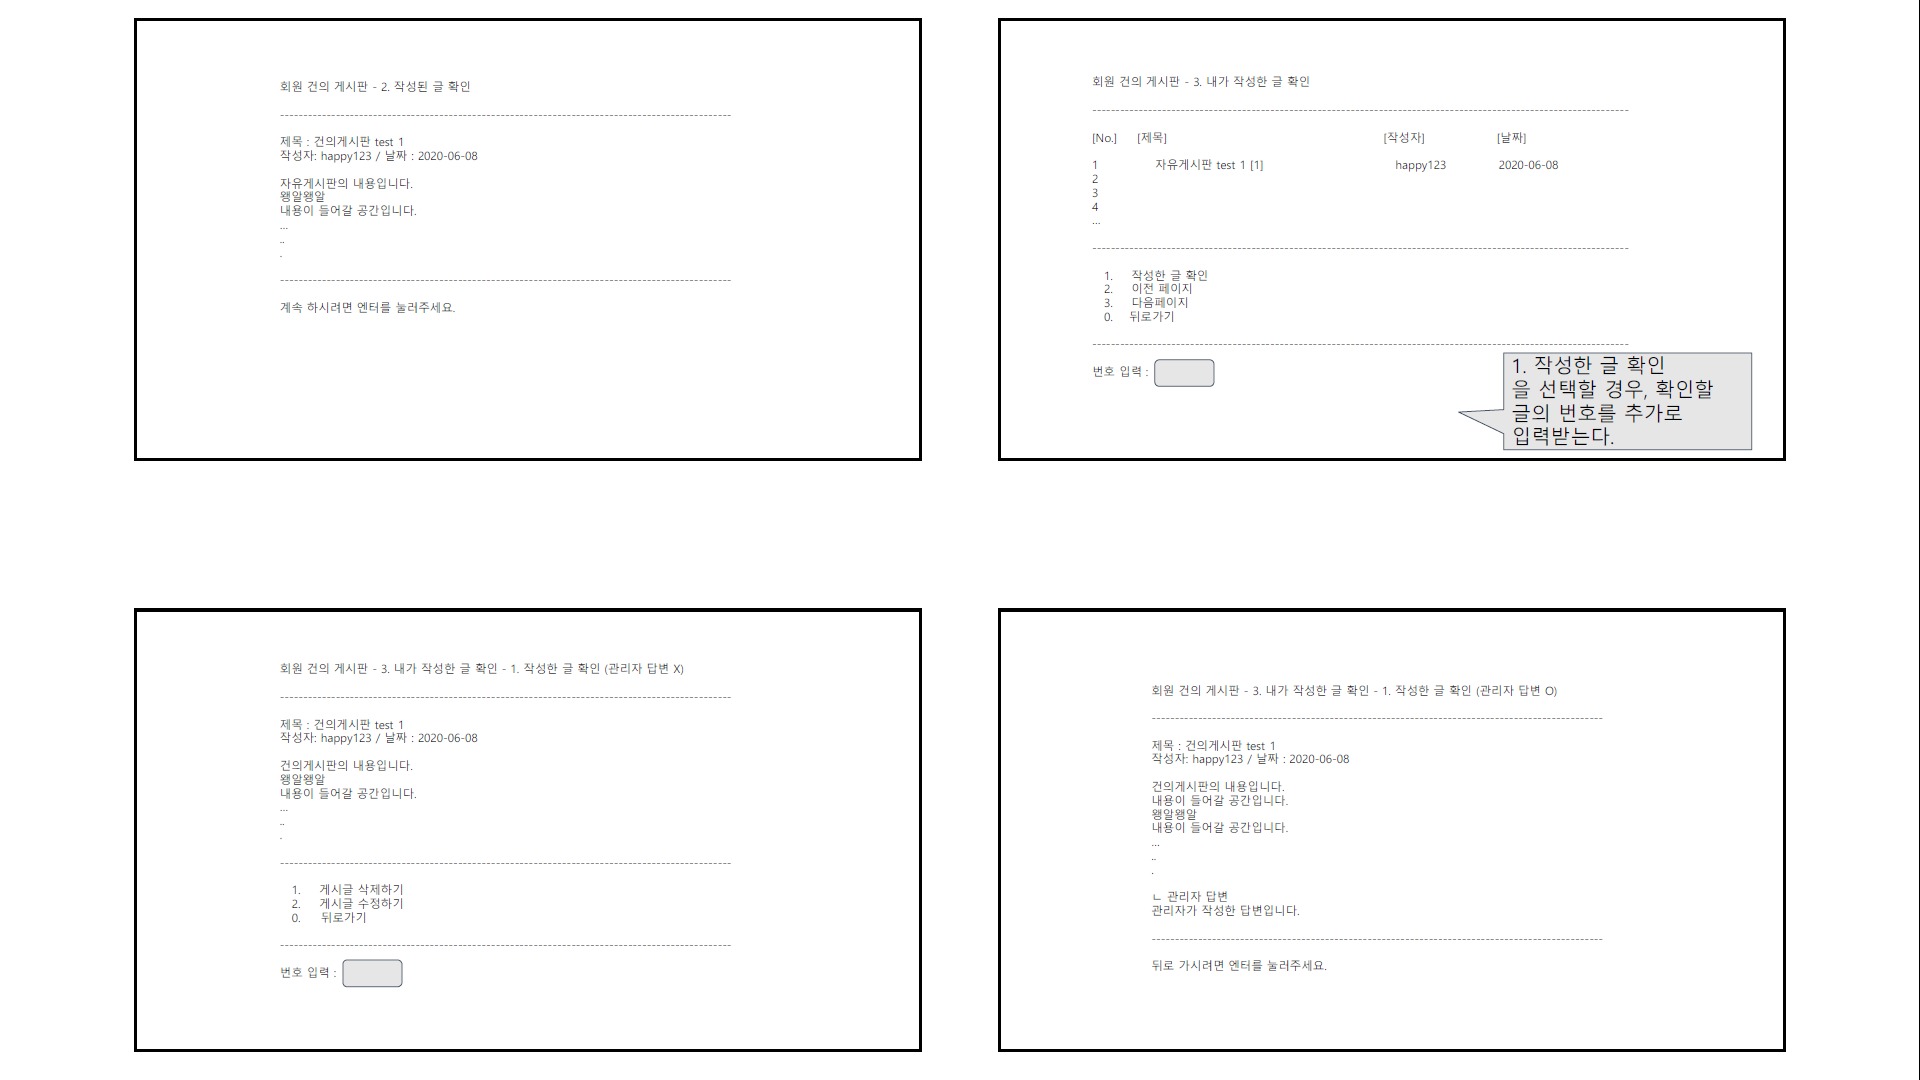 회원 건의 게시판 - 2. 작성된 글 확인
--------------------------------------------------------------------------------------------------
제목 : 건의게시판 test 1
작성자: happy123 / 날짜 : 2020-06-08
자유게시판의 내용입니다.
왱알왱알
내용이 들어갈 공간입니다.
...
..
.
--------------------------------------------------------------------------------------------------
계속 하시려면 엔터를 눌러주세요.
회원 건의 게시판 - 3. 내가 작성한 글 확인
--------------------------------------------------------------------------------------------------------------------
[No.] [제목] [작성자] [날짜]
1 자유게시판 test 1 [1] happy123 2020-06-08
2
3
4
...
--------------------------------------------------------------------------------------------------------------------
1. 작성한 글 확인
2. 이전 페이지
3. 다음페이지
0. 뒤로가기
--------------------------------------------------------------------------------------------------------------------
번호 입력 :
1. 작성한 글 확인
을 선택할 경우, 확인할
글의 번호를 추가로
입력받는다.
회원 건의 게시판 - 3. 내가 작성한 글 확인 - 1. 작성한 글 확인 (관리자 답변 X)
--------------------------------------------------------------------------------------------------
제목 : 건의게시판 test 1
작성자: happy123 / 날짜 : 2020-06-08
건의게시판의 내용입니다.
왱알왱알
내용이 들어갈 공간입니다.
...
..
.
--------------------------------------------------------------------------------------------------
1. 게시글 삭제하기
2. 게시글 수정하기
0. 뒤로가기
--------------------------------------------------------------------------------------------------
번호 입력 :
회원 건의 게시판 - 3. 내가 작성한 글 확인 - 1. 작성한 글 확인 (관리자 답변 O)
--------------------------------------------------------------------------------------------------
제목 : 건의게시판 test 1
작성자: happy123 / 날짜 : 2020-06-08
건의게시판의 내용입니다.
내용이 들어갈 공간입니다.
왱알왱알
내용이 들어갈 공간입니다.
...
..
.
ㄴ 관리자 답변
관리자가 작성한 답변입니다.
--------------------------------------------------------------------------------------------------
뒤로 가시려면 엔터를 눌러주세요.